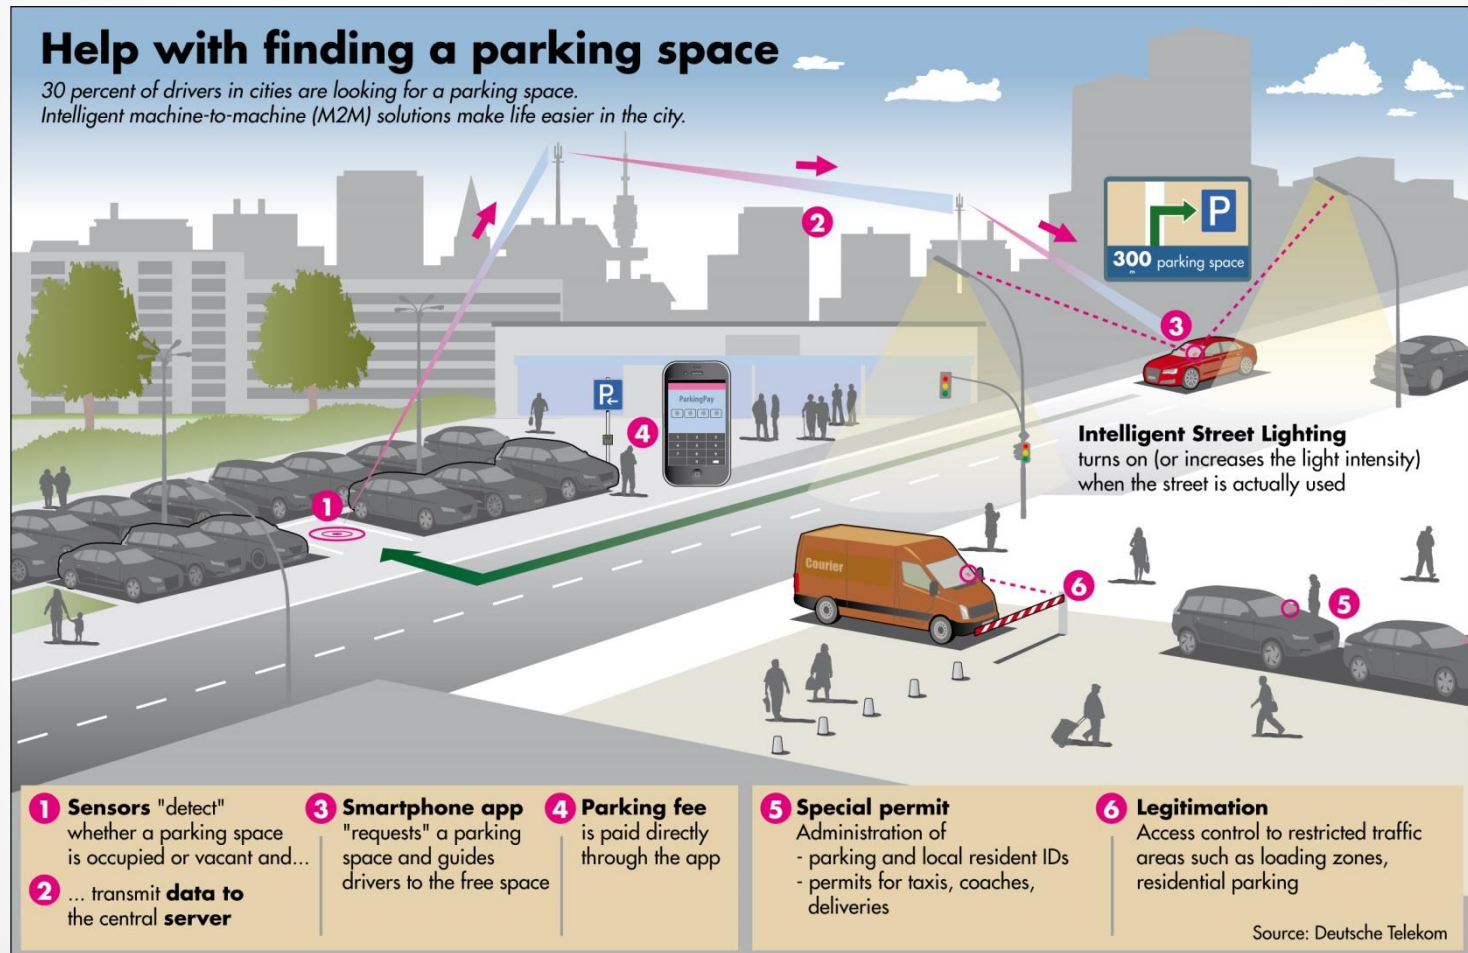 Help with finding a parking space
30 percent of drivers in cities are looking for a parking space.
Intelligent machine-to-machine (M2M) solutions make life easier in the city.
2
P
300 m parking space
3
P
ParkingPay
4
1
Intelligent Street Lighting
turns on (or increases the light intensity)
when the street is actually used
Courier
6
5
1 Sensors "detect"
whether a parking space
is occupied or vacant and...
2 ... transmit data to
the central server
3 Smartphone app
"requests" a parking
space and guides
drivers to the free space
4 Parking fee
is paid directly
through the app
5 Special permit
Administration of
- parking and local resident IDs
- permits for taxis, coaches,
deliveries
6 Legitimation
Access control to restricted traffic
areas such as loading zones,
residential parking
Source: Deutsche Telekom